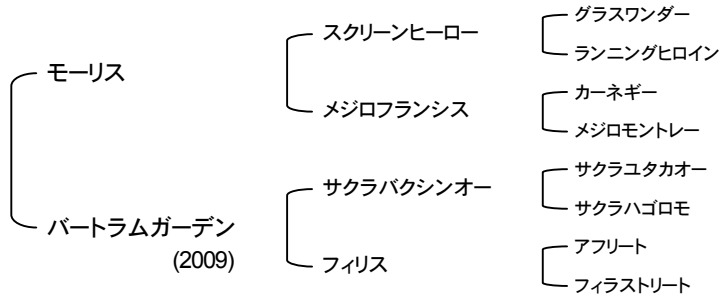 モーリス
バートラムガーデン
(2009)
スクリーンヒーロー
メジロフランシス
サクラバクシンオー
フィリス
グラスワンダー
ランニングヒロイン
カーネギー
メジロモントレー
サクラユタカオー
サクラハゴロモ
アフリート
フィラストリート